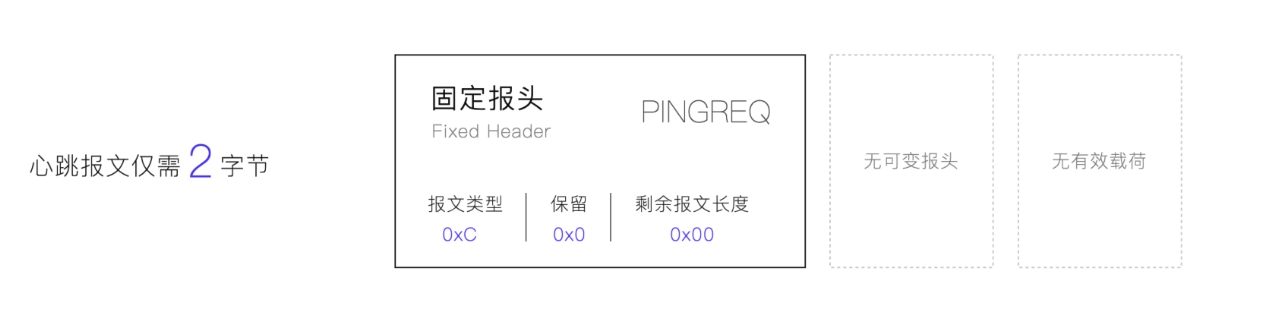 心跳报文仅需 2 字节
固定报头
Fixed Header
PINGREQ
报文类型
0xC
保留
0x0
剩余报文长度
0x00
无可变报头
无有效载荷